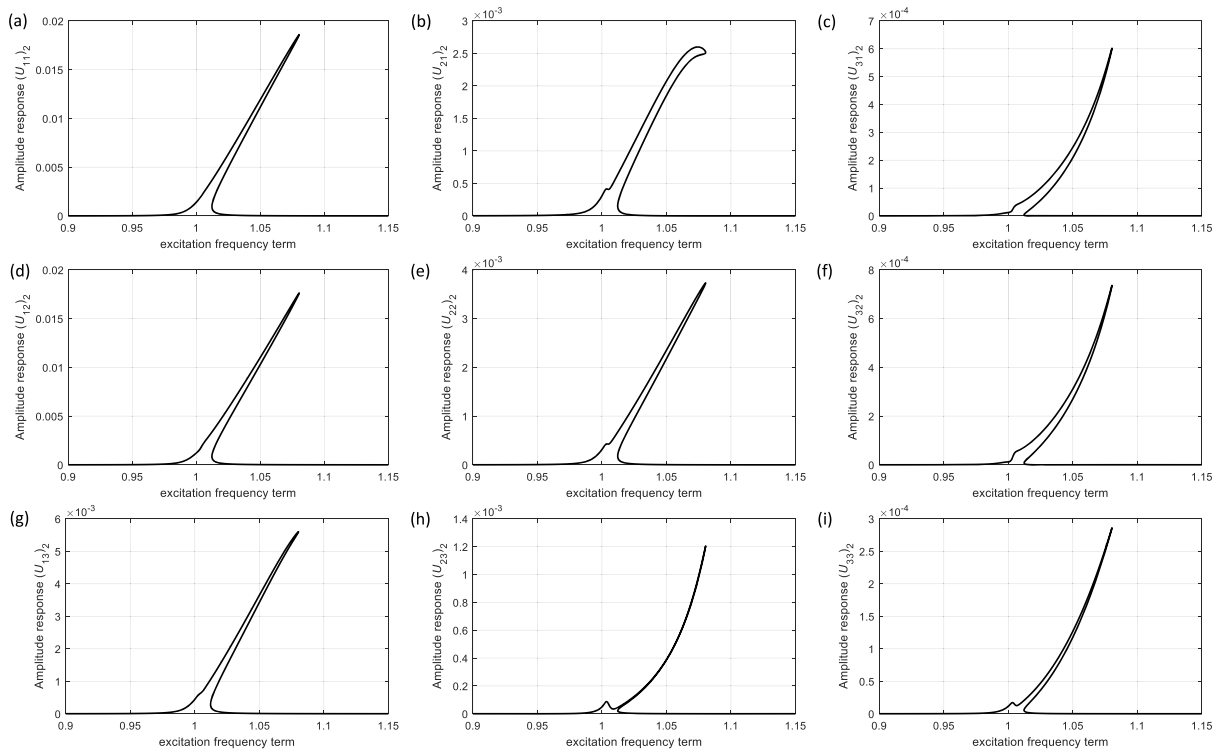 (a)
0.02
0.015
0.01
0.005
0
Amplitude response (U11)2
0.9 0.95 1 1.05 1.1 1.15
excitation frequency term
(b)
×10-3
3
2.5
2
1.5
1
0.5
0
Amplitude response (U21)2
0.9 0.95 1 1.05 1.1 1.15
excitation frequency term
(c)
×10-4
7
6
5
4
3
2
1
0
Amplitude response (U31)2
0.9 0.95 1 1.05 1.1 1.15
excitation frequency term
(d)
0.02
0.015
0.01
0.005
0
Amplitude response (U12)2
0.9 0.95 1 1.05 1.1 1.15
excitation frequency term
(e)
×10-3
4
3
2
1
0
Amplitude response (U22)2
0.9 0.95 1 1.05 1.1 1.15
excitation frequency term
(f)
×10-4
8
6
4
2
0
Amplitude response (U32)2
0.9 0.95 1 1.05 1.1 1.15
excitation frequency term
(g)
×10-3
6
5
4
3
2
1
0
Amplitude response (U13)2
0.9 0.95 1 1.05 1.1 1.15
excitation frequency term
(h)
×10-3
1.4
1.2
1
0.8
0.6
0.4
0.2
0
Amplitude response (U23)2
0.9 0.95 1 1.05 1.1 1.15
excitation frequency term
(i)
×10-4
3
2.5
2
1.5
1
0.5
0
Amplitude response (U33)2
0.9 0.95 1 1.05 1.1 1.15
excitation frequency term